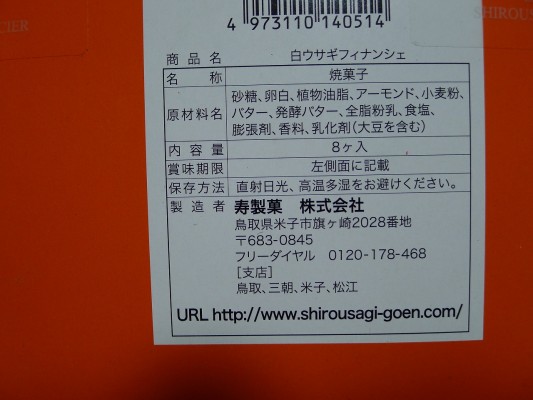 CIER
SHIROUSAG
4 973110 140514
商品名 白ウサギフィナンシェ
名称 焼菓子
原材料名 砂糖、卵白、植物油脂、アーモンド、小麦粉、
バター、発酵バター、全脂粉乳、食塩、
膨張剤、香料、乳化剤(大豆を含む)
内容量 8ヶ入
賞味期限 左側面に記載
保存方法 直射日光、高温多湿をお避けください。
製造者 寿製菓 株式会社
鳥取県米子市旗ヶ崎2028番地
〒683-0845
フリーダイヤル 0120-178-468
[支店]
鳥取、三朝、米子、松江
URL http://www.shirousagi-goen.com/